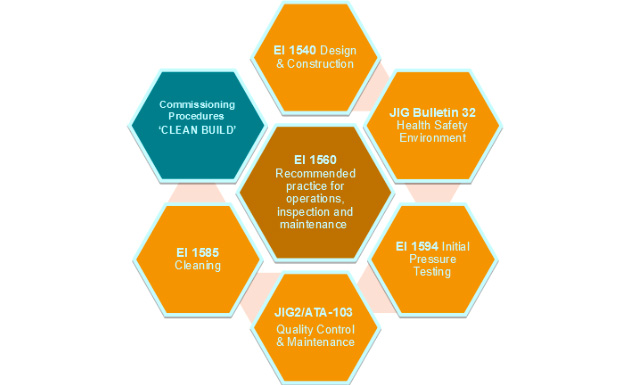 EI 1540 Design
& Construction
Commissioning
Procedures
‘CLEAN BUILD’
JIG Bulletin 32
Health Safety
Environment
EI 1560
Recommended
practice for
operations,
inspection and
maintenance
EI 1585
Cleaning
EI 1594 Initial
Pressure
Testing
JIG2/ATA-103
Quality Control
& Maintenance